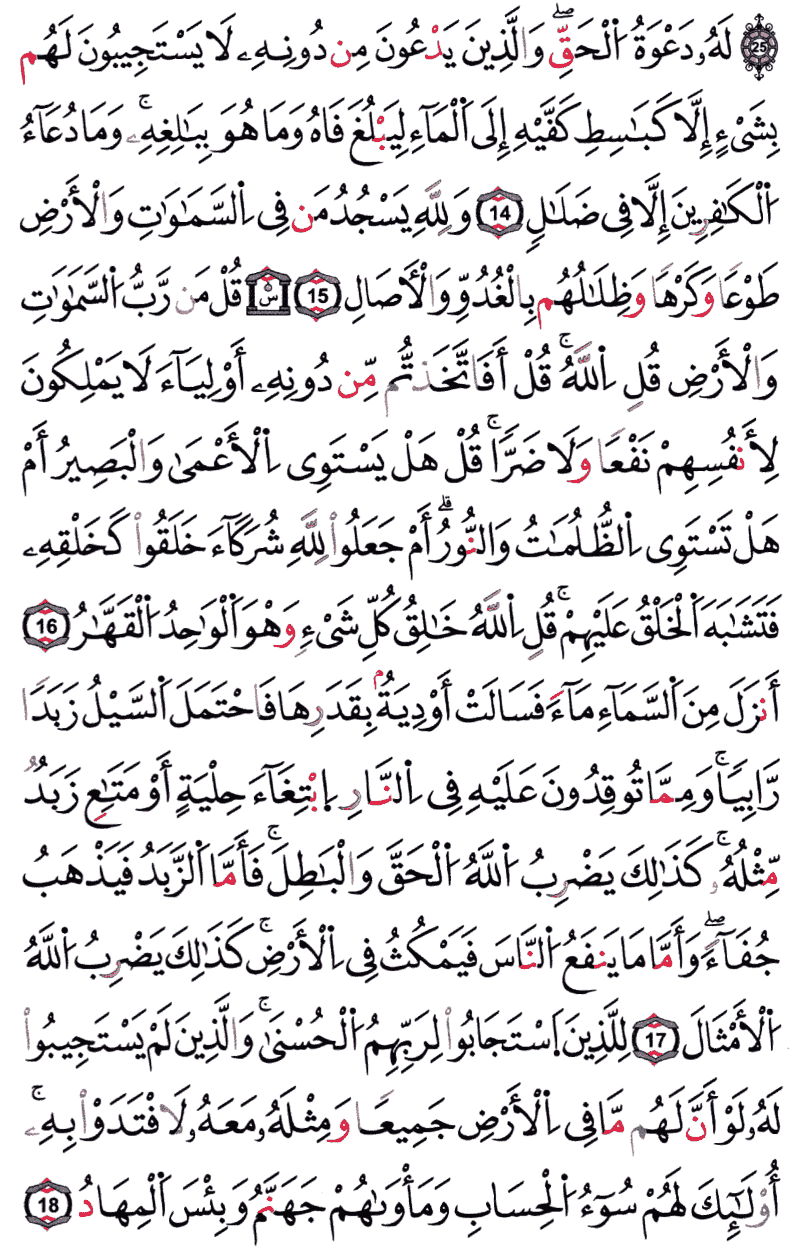 25 لَهُۥ دَعْوَةُ ٱلْحَقِّ ۖ وَٱلَّذِينَ يَدْعُونَ مِن دُونِهِۦ لَا يَسْتَجِيبُونَ لَهُم
بِشَىْءٍ إِلَّا كَبَٰسِطِ كَفَّيْهِ إِلَى ٱلْمَآءِ لِيَبْلُغَ فَاهُ وَمَا هُوَ بِبَٰلِغِهِۦ ۚ وَمَا دُعَآءُ
ٱلْكَٰفِرِينَ إِلَّا فِى ضَلَٰلٍ 14 وَلِلَّهِ يَسْجُدُ مَن فِى ٱلسَّمَٰوَٰتِ وَٱلْأَرْضِ
طَوْعًا وَكَرْهًا وَظِلَٰلُهُم بِٱلْغُدُوِّ وَٱلْءَاصَالِ 15 س قُلْ مَن رَّبُّ ٱلسَّمَٰوَٰتِ
وَٱلْأَرْضِ قُلِ ٱللَّهُ ۚ قُلْ أَفَٱتَّخَذْتُم مِّن دُونِهِۦٓ أَوْلِيَآءَ لَا يَمْلِكُونَ
لِأَنفُسِهِمْ نَفْعًا وَلَا ضَرًّا ۚ قُلْ هَلْ يَسْتَوِى ٱلْأَعْمَىٰ وَٱلْبَصِيرُ أَمْ
هَلْ تَسْتَوِى ٱلظُّلُمَٰتُ وَٱلنُّورُ ۗ أَمْ جَعَلُوا۟ لِلَّهِ شُرَكَآءَ خَلَقُوا۟ كَخَلْقِهِۦ
فَتَشَٰبَهَ ٱلْخَلْقُ عَلَيْهِمْ ۚ قُلِ ٱللَّهُ خَٰلِقُ كُلِّ شَىْءٍ وَهْوَ ٱلْوَٰحِدُ ٱلْقَهَّٰرُ 16
أَنزَلَ مِنَ ٱلسَّمَآءِ مَآءً فَسَالَتْ أَوْدِيَةٌۢ بِقَدَرِهَا فَٱحْتَمَلَ ٱلسَّيْلُ زَبَدًا
رَّابِيًا ۚ وَمِمَّا تُوقِدُونَ عَلَيْهِ فِى ٱلنَّارِ ٱبْتِغَآءَ حِلْيَةٍ أَوْ مَتَٰعٍ زَبَدٌ
مِّثْلُهُۥ ۚ كَذَٰلِكَ يَضْرِبُ ٱللَّهُ ٱلْحَقَّ وَٱلْبَٰطِلَ ۚ فَأَمَّا ٱلزَّبَدُ فَيَذْهَبُ
جُفَآءً ۖ وَأَمَّا مَا يَنفَعُ ٱلنَّاسَ فَيَمْكُثُ فِى ٱلْأَرْضِ ۚ كَذَٰلِكَ يَضْرِبُ ٱللَّهُ
ٱلْأَمْثَالَ 17 لِلَّذِينَ ٱسْتَجَابُوا۟ لِرَبِّهِمُ ٱلْحُسْنَىٰ ۚ وَٱلَّذِينَ لَمْ يَسْتَجِيبُوا۟
لَهُۥ لَوْ أَنَّ لَهُم مَّا فِى ٱلْأَرْضِ جَمِيعًا وَمِثْلَهُۥ مَعَهُۥ لَٱفْتَدَوْا۟ بِهِۦٓ ۚ
أُو۟لَٰٓئِكَ لَهُمْ سُوٓءُ ٱلْحِسَابِ وَمَأْوَىٰهُمْ جَهَنَّمُ وَبِئْسَ ٱلْمِهَادُ 18